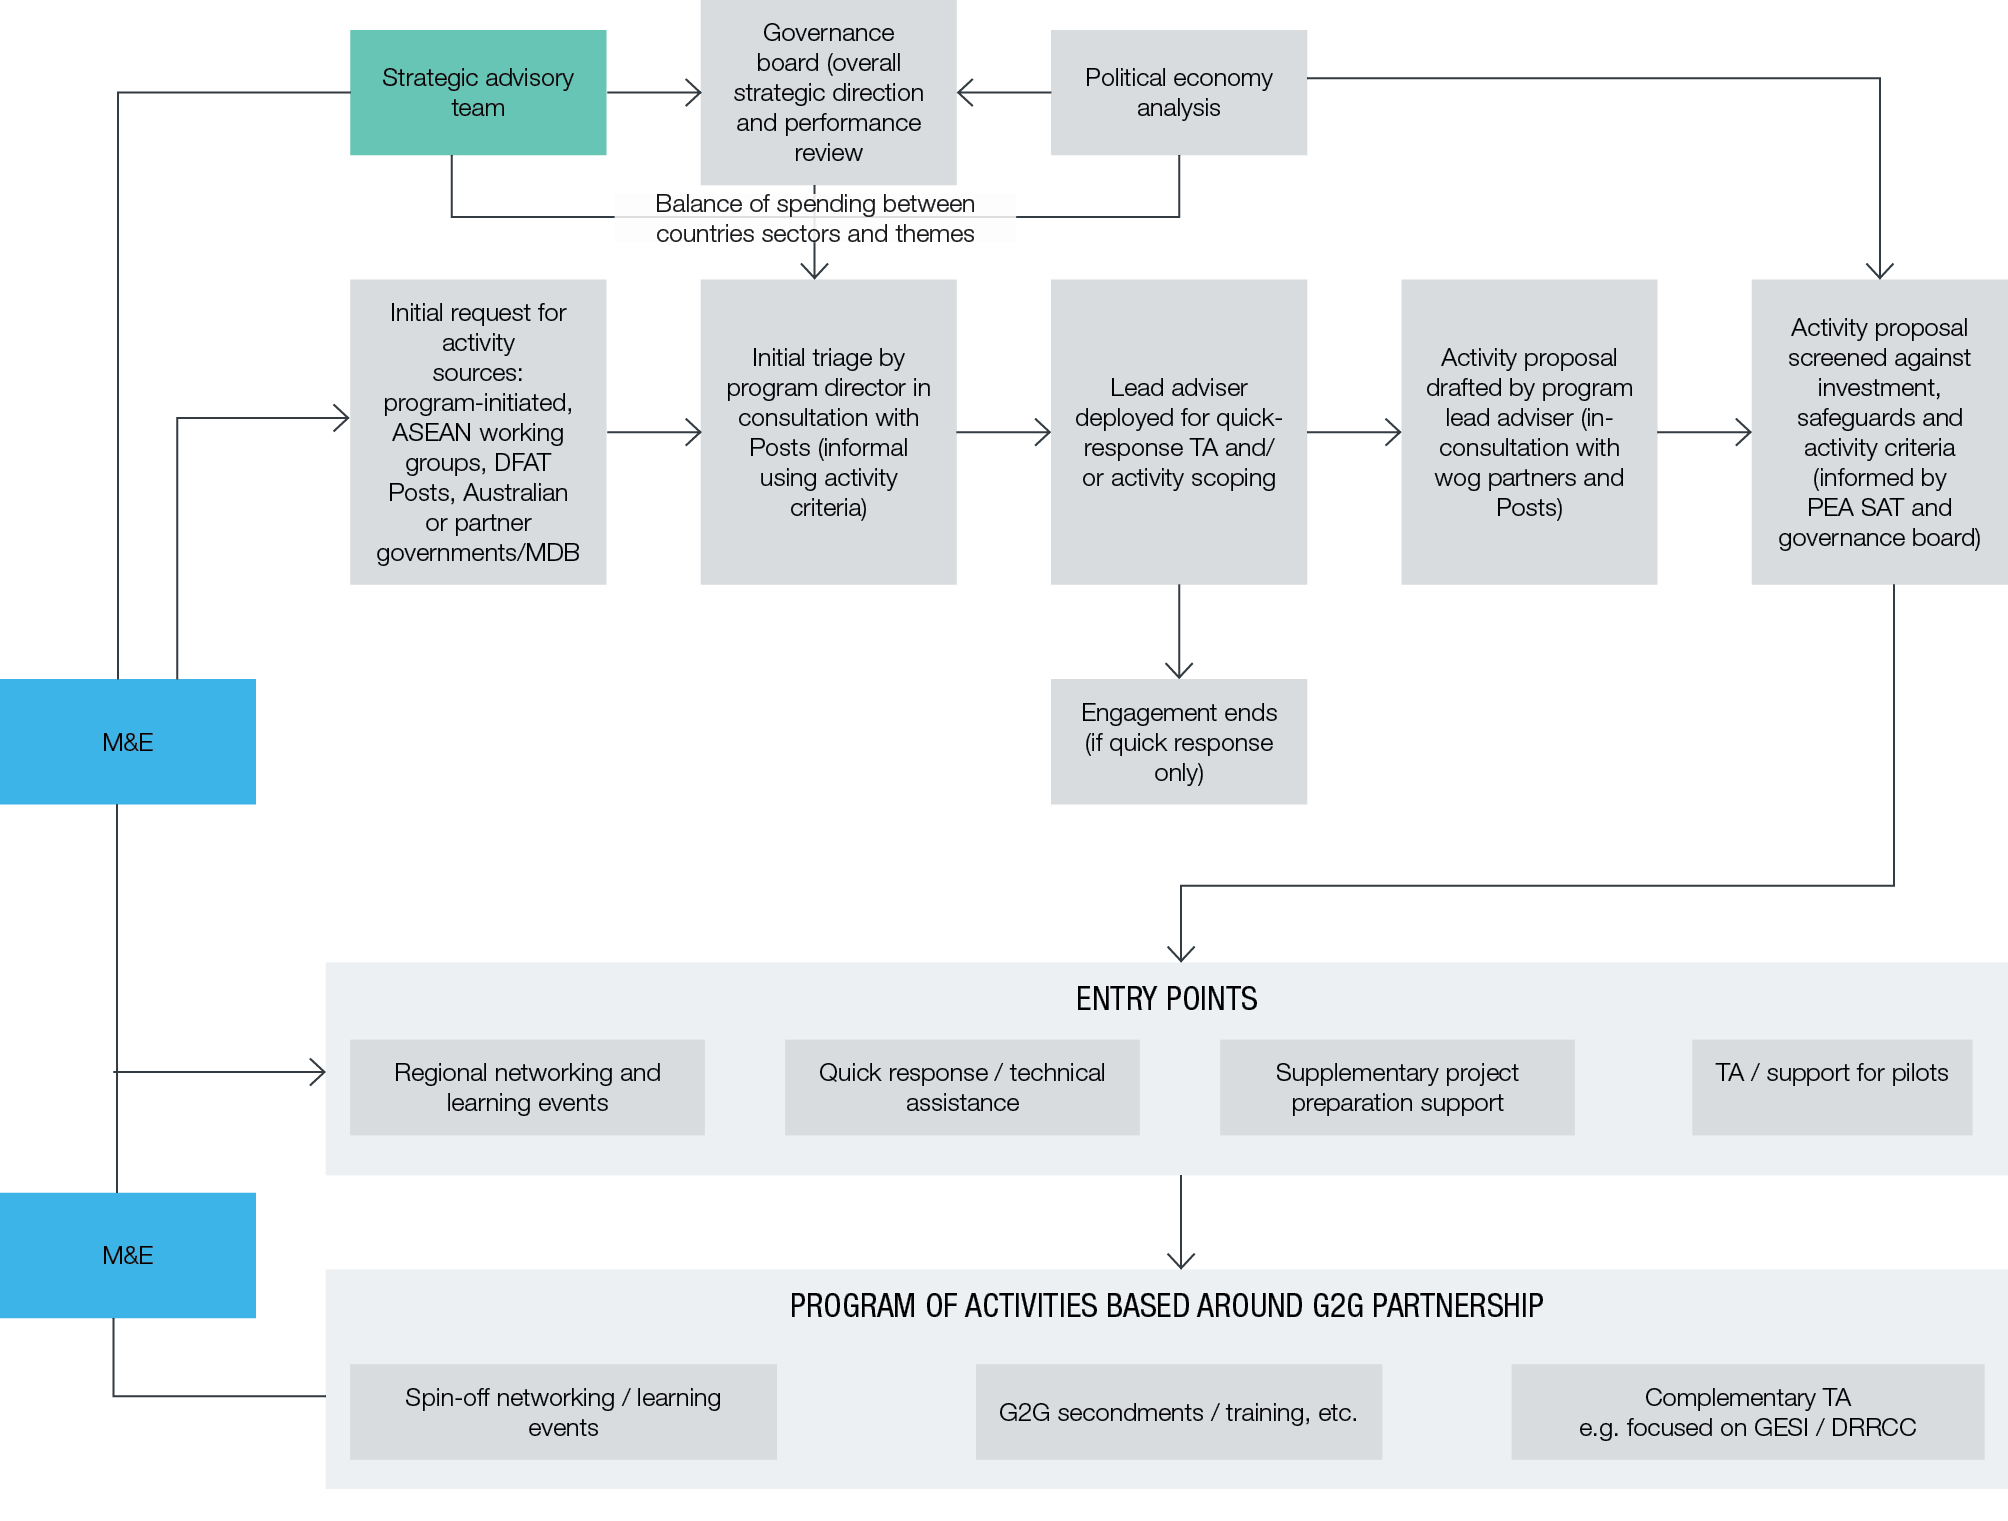 Strategic advisory
team
Governance
board (overall
strategic direction
and performance
review
Political economy
analysis
Balance of spending between
countries sectors and themes
Initial request for
activity
sources:
program-initiated,
ASEAN working
groups, DFAT
Posts, Australian
or partner
governments/MDB
Initial triage by
program director in
consultation with
Posts (informal
using activity
criteria)
Lead adviser
deployed for quick-
response TA and/
or activity scoping
Activity proposal
drafted by program
lead adviser (in-
consultation with
wog partners and
Posts)
Activity proposal
screened against
investment,
safeguards and
activity criteria
(informed by
PEA SAT and
governance board)
M&E
Engagement ends
(if quick response
only)
ENTRY POINTS
Regional networking and
learning events
Quick response / technical
assistance
Supplementary project
preparation support
TA / support for pilots
M&E
PROGRAM OF ACTIVITIES BASED AROUND G2G PARTNERSHIP
Spin-off networking / learning
events
G2G secondments / training, etc.
Complementary TA
e.g. focused on GESI / DRRCC